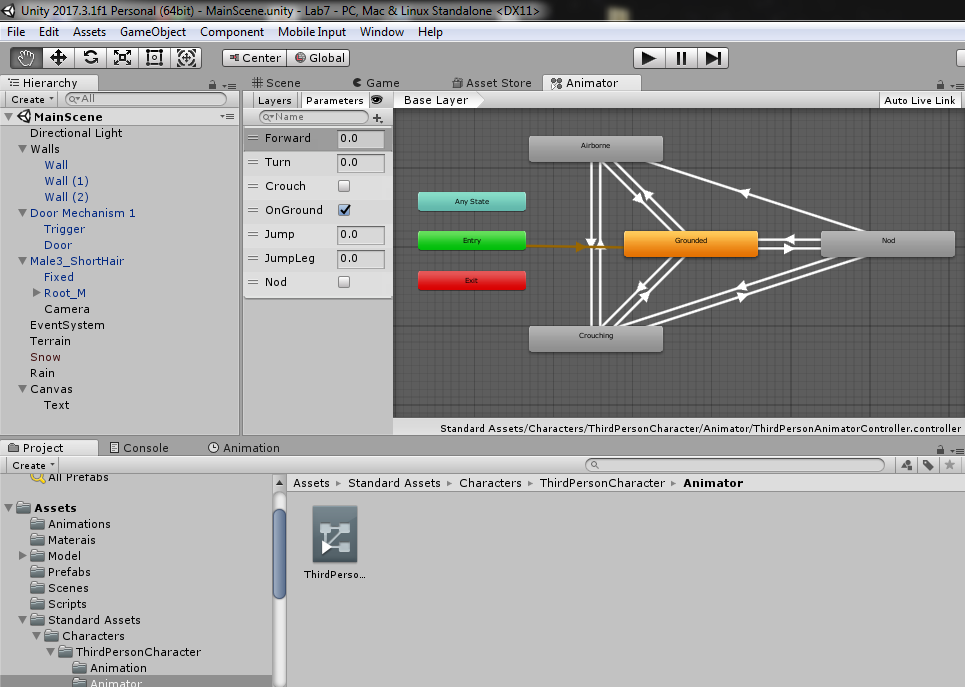 Unity 2017.3.1f1 Personal (64bit) - MainScene.unity - Lab7 - PC, Mac & Linux Standalone <DX11>
File Edit Assets GameObject Component Mobile Input Window Help
Center Global
Hierarchy
Create All
MainScene
Directional Light
Walls
Wall
Wall (1)
Wall (2)
Door Mechanism 1
Trigger
Door
Male3_ShortHair
Fixed
Root_M
Camera
EventSystem
Terrain
Snow
Rain
Canvas
Text
Scene Game Asset Store Animator
Layers Parameters Base Layer Auto Live Link
Name
Forward 0.0
Turn 0.0
Crouch
OnGround
Jump 0.0
JumpLeg 0.0
Nod
Airborne
Any State
Entry
Grounded
Nod
Exit
Crouching
Standard Assets/Characters/ThirdPersonCharacter/Animator/ThirdPersonAnimatorController.controller
Project Console Animation
Create
All Prefabs
Assets
Animations
Materais
Model
Prefabs
Scenes
Scripts
Standard Assets
Characters
ThirdPersonCharacter
Animation
Animator
Assets Standard Assets Characters ThirdPersonCharacter Animator
ThirdPerso...